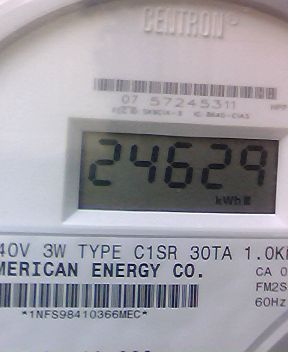 CENTRON
07 57245311
24629
kWh
40V 3W TYPE C1SR 30TA 1.0K
MERICAN ENERGY CO.
CA 0
FM2S
60Hz
*1NFS98410366MEC*